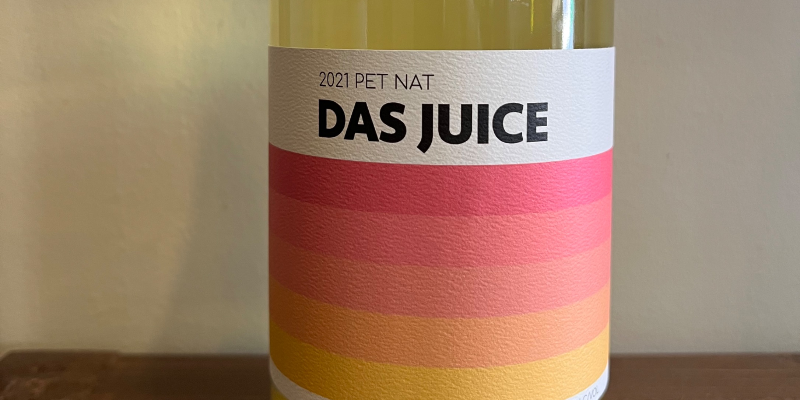 2021 PET NAT
DAS JUICE